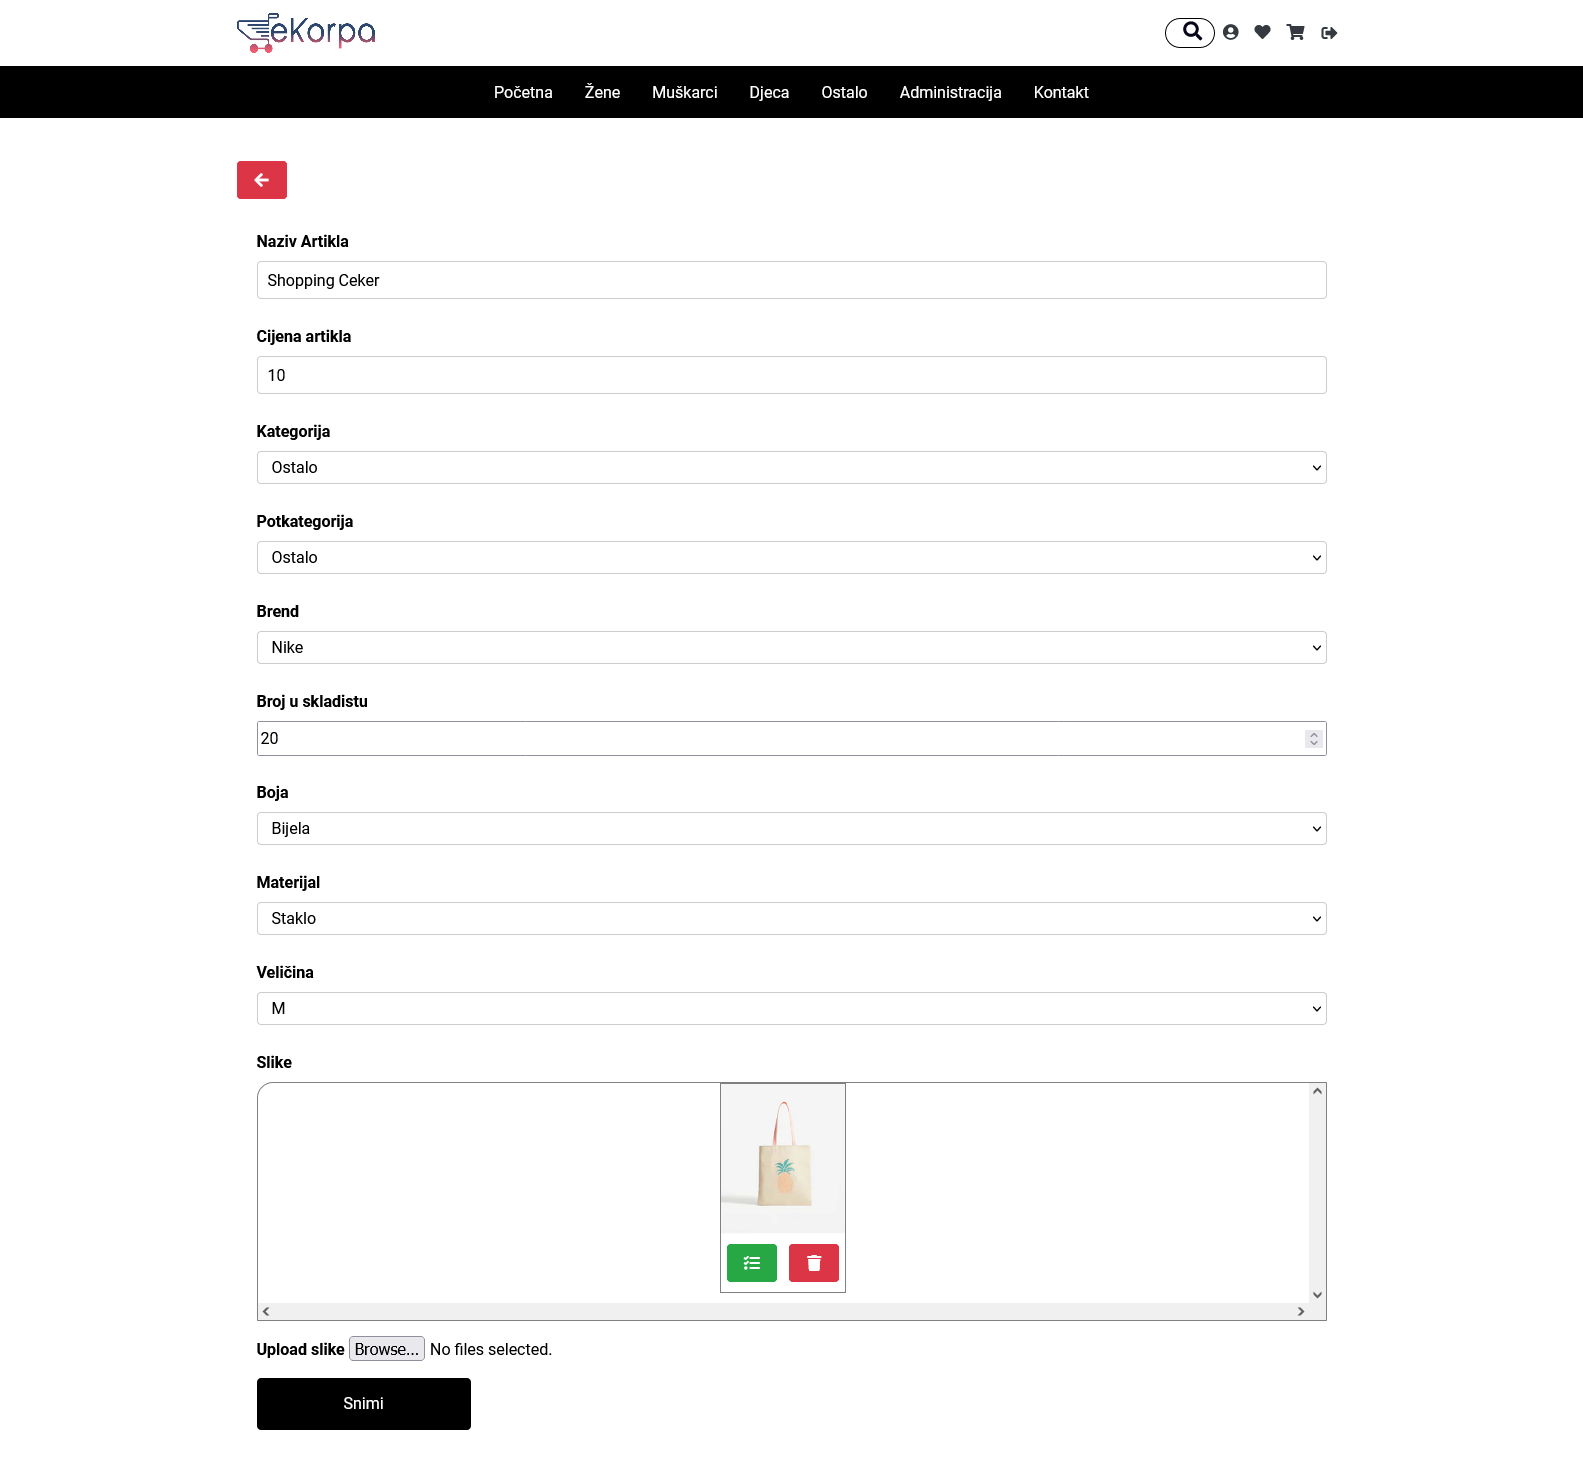 eKorpa
Početna Žene Muškarci Djeca Ostalo Administracija Kontakt
Naziv Artikla
Shopping Ceker
Cijena artikla
10
Kategorija
Ostalo
Potkategorija
Ostalo
Brend
Nike
Broj u skladistu
20
Boja
Bijela
Materijal
Staklo
Veličina
M
Slike
Upload slike Browse... No files selected.
Snimi